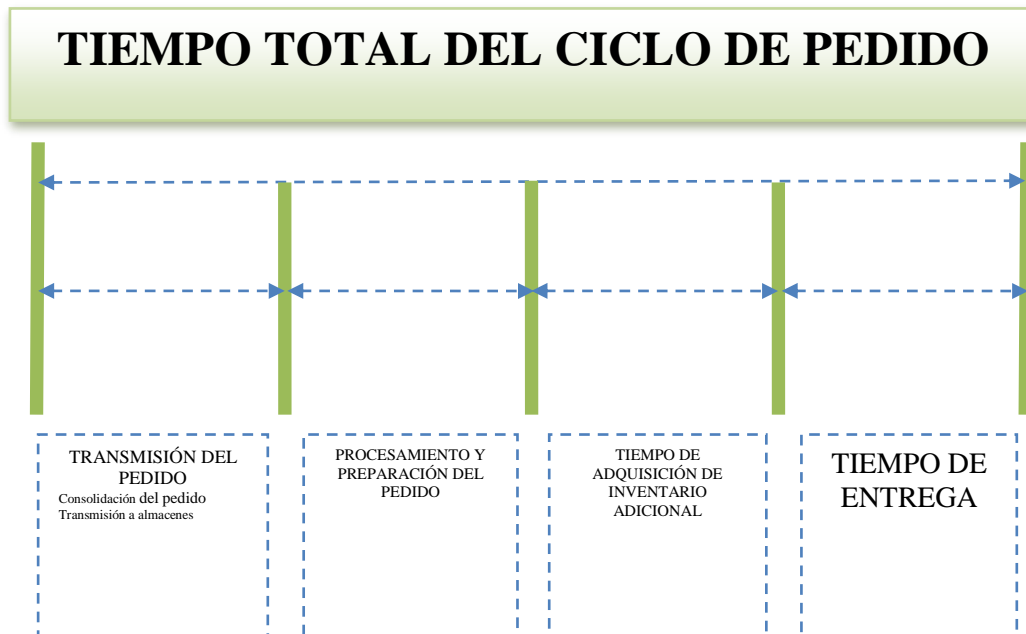 TIEMPO TOTAL DEL CICLO DE PEDIDO
TRANSMISIÓN DEL
PEDIDO
Consolidación del pedido
Transmisión a almacenes
PROCESAMIENTO Y
PREPARACIÓN DEL
PEDIDO
TIEMPO DE
ADQUISICIÓN DE
INVENTARIO
ADICIONAL
TIEMPO DE
ENTREGA